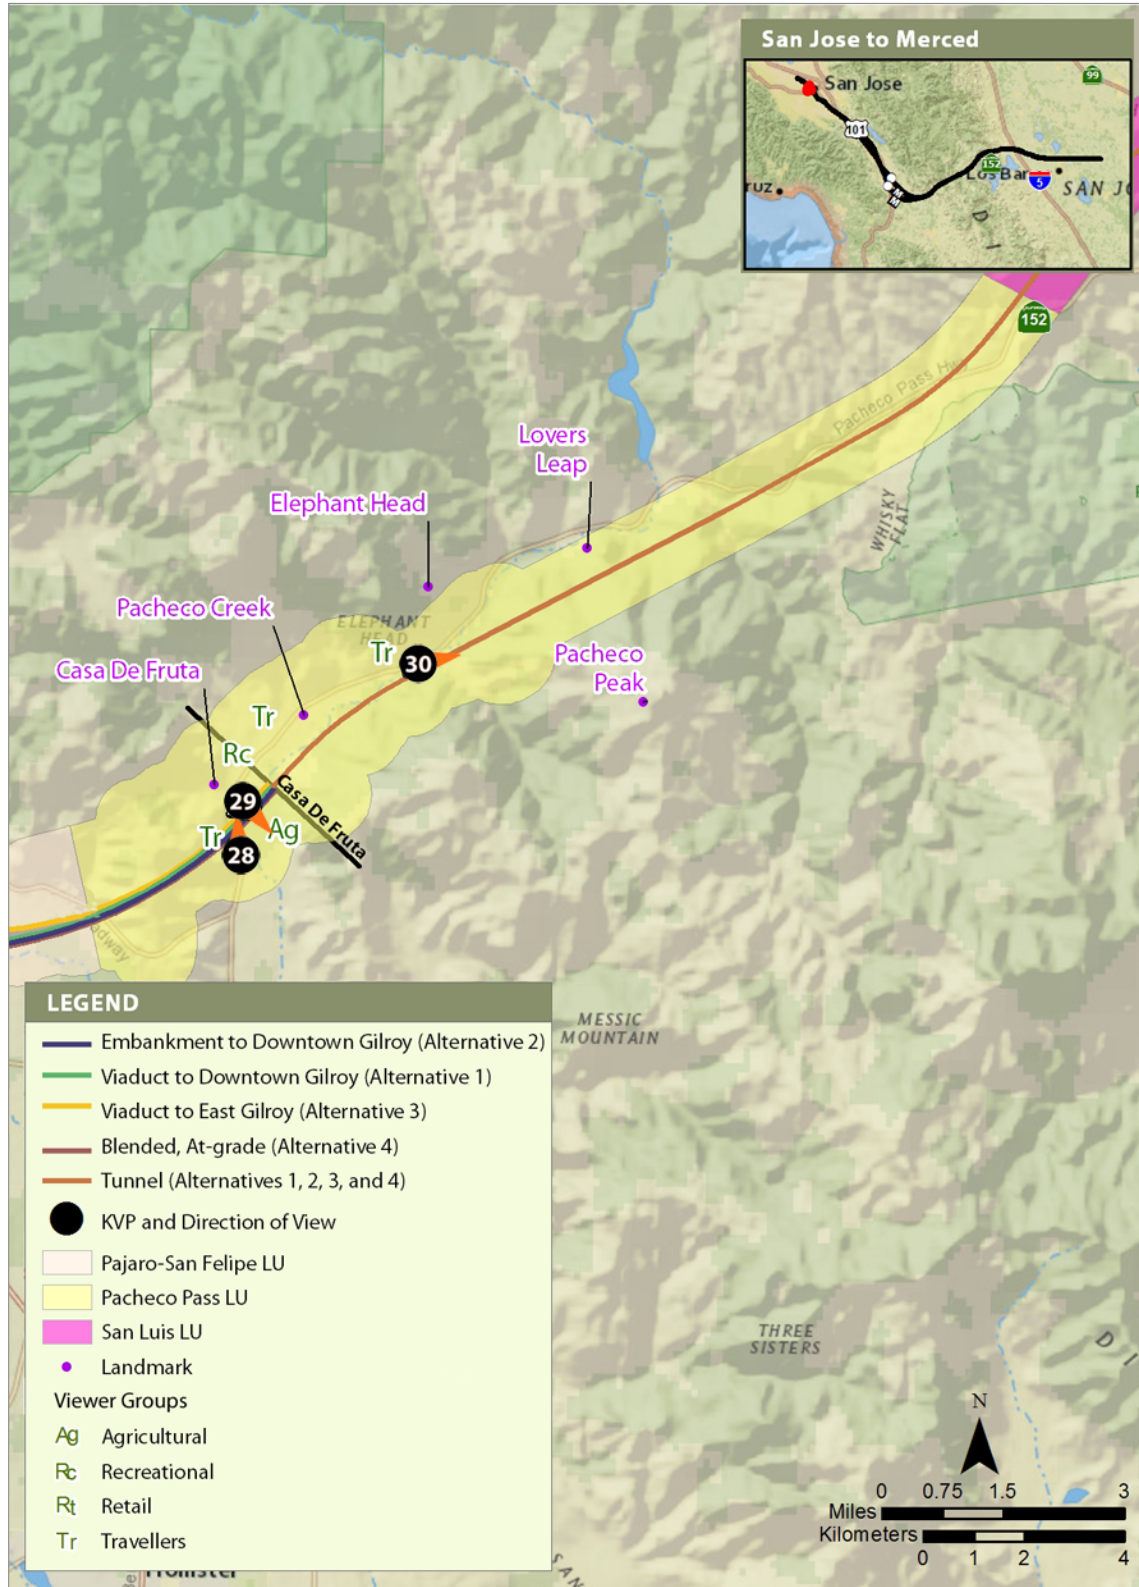 San Jose to Merced
San Jose
99
101
152
Los Ban
5
SAN JO
RUZ
M
M
D I
152
Pacheco Pass Hwy
Lovers
Leap
Elephant Head
WHISKY
FLAT
Pacheco Creek
ELEPHANT
HEAD
Tr
30
Pacheco
Peak
Casa De Fruta
Tr
Rc
Casa De Fruta
29
Ag
Tr
28
adway
LEGEND
Embankment to Downtown Gilroy (Alternative 2)
Viaduct to Downtown Gilroy (Alternative 1)
Viaduct to East Gilroy (Alternative 3)
Blended, At-grade (Alternative 4)
Tunnel (Alternatives 1, 2, 3, and 4)
KVP and Direction of View
Pajaro-San Felipe LU
Pacheco Pass LU
San Luis LU
Landmark
Viewer Groups
Ag Agricultural
Rc Recreational
Rt Retail
Tr Travellers
MESSIC
MOUNTAIN
THREE
SISTERS
D I
N
0 0.75 1.5 3
Miles
Kilometers
0 1 2 4
SAN
Hollister